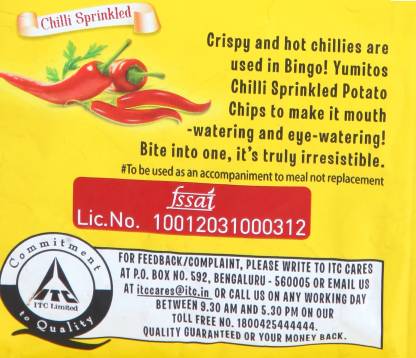 Chilli Sprinkled
Crispy and hot chillies are
used in Bingo! Yumitos
Chilli Sprinkled Potato
Chips to make it mouth
-watering and eye-watering!
Bite into one, it's truly irresistible.
#To be used as an accompaniment to meal not replacement
fssai
Lic.No. 10012031000312
Commitment
ITC Limited
to Quality
FOR FEEDBACK/COMPLAINT, PLEASE WRITE TO ITC CARES
AT P.O. BOX NO. 592, BENGALURU - 560005 OR EMAIL US
AT itccares@itc.in OR CALL US ON ANY WORKING DAY
BETWEEN 9.30 AM AND 5.30 PM ON OUR
TOLL FREE NO. 1800425444444.
QUALITY GUARANTEED OR YOUR MONEY BACK.